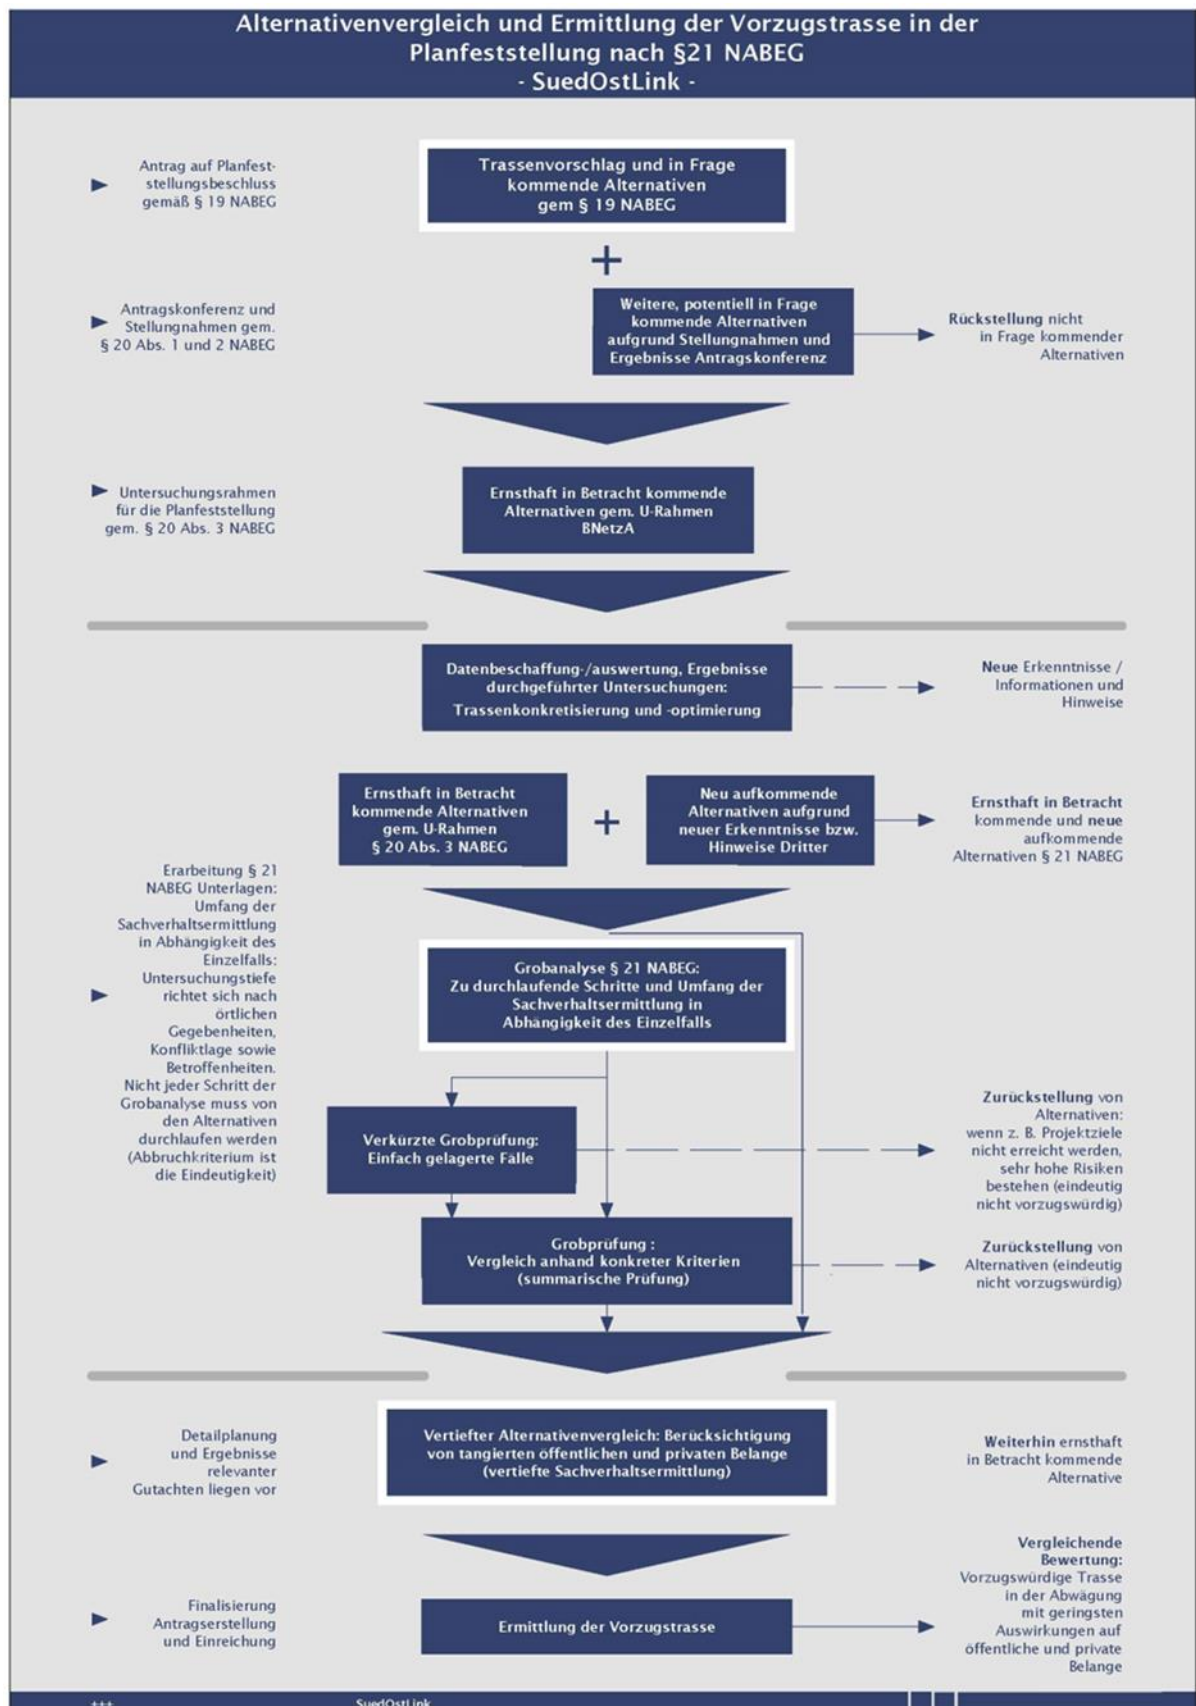 Alternativenvergleich und Ermittlung der Vorzugstrasse in der
Planfeststellung nach §21 NABEG
- SuedOstLink -
Antrag auf Planfest-
stellungsbeschluss
gemäß § 19 NABEG
Trassenvorschlag und in Frage
kommende Alternativen
gem § 19 NABEG
+
Antragskonferenz und
Stellungnahmen gem.
§ 20 Abs. 1 und 2 NABEG
Weitere, potentiell in Frage
kommende Alternativen
aufgrund Stellungnahmen und
Ergebnisse Antragskonferenz
Rückstellung nicht
in Frage kommender
Alternativen
Untersuchungsrahmen
für die Planfeststellung
gem. § 20 Abs. 3 NABEG
Ernsthaft in Betracht kommende
Alternativen gem. U-Rahmen
BNetzA
Datenbeschaffung-/auswertung, Ergebnisse
durchgeführter Untersuchungen:
Trassenkonkretisierung und -optimierung
Neue Erkenntnisse /
Informationen und
Hinweise
Ernsthaft in Betracht
kommende Alternativen
gem. U-Rahmen
§ 20 Abs. 3 NABEG
+
Neu aufkommende
Alternativen aufgrund
neuer Erkenntnisse bzw.
Hinweise Dritter
Ernsthaft in Betracht
kommende und neue
aufkommende
Alternativen § 21 NABEG
Erarbeitung § 21
NABEG Unterlagen:
Umfang der
Sachverhaltsermittlung
in Abhängigkeit des
Einzelfalls:
Untersuchungstiefe
richtet sich nach
örtlichen
Gegebenheiten,
Konfliktlage sowie
Betroffenheiten.
Nicht jeder Schritt der
Grobanalyse muss von
den Alternativen
durchlaufen werden
(Abbruchkriterium ist
die Eindeutigkeit)
Grobanalyse § 21 NABEG:
Zu durchlaufende Schritte und Umfang der
Sachverhaltsermittlung in
Abhängigkeit des Einzelfalls
Verkürzte Grobprüfung:
Einfach gelagerte Fälle
Zurückstellung von
Alternativen:
wenn z. B. Projektziele
nicht erreicht werden,
sehr hohe Risiken
bestehen (eindeutig
nicht vorzugswürdig)
Grobprüfung :
Vergleich anhand konkreter Kriterien
(summarische Prüfung)
Zurückstellung von
Alternativen (eindeutig
nicht vorzugswürdig)
Detailplanung
und Ergebnisse
relevanter
Gutachten liegen vor
Vertiefter Alternativenvergleich: Berücksichtigung
von tangierten öffentlichen und privaten Belange
(vertiefte Sachverhaltsermittlung)
Weiterhin ernsthaft
in Betracht kommende
Alternative
Finalisierung
Antragserstellung
und Einreichung
Ermittlung der Vorzugstrasse
Vergleichende
Bewertung:
Vorzugswürdige Trasse
in der Abwägung
mit geringsten
Auswirkungen auf
öffentliche und private
Belange
+++ SuedOstLink